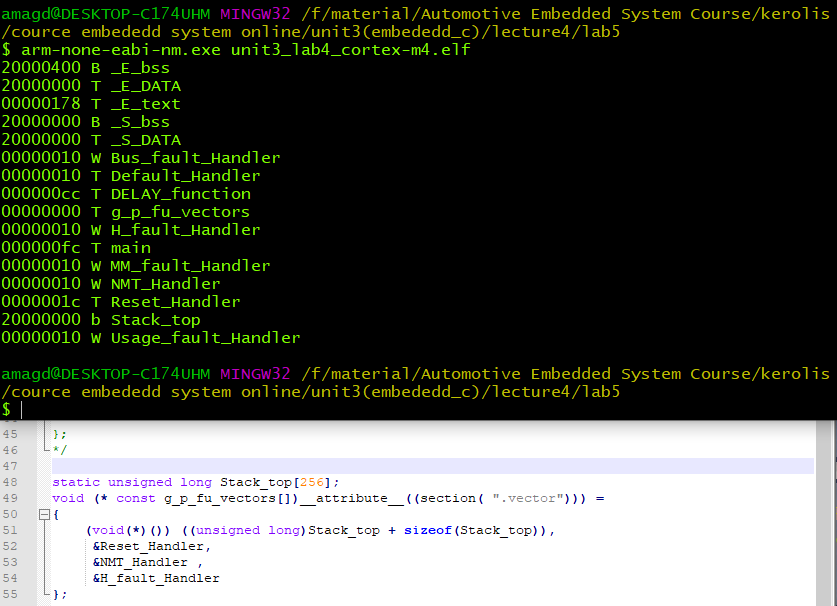 amagd@DESKTOP-C174UHM MINGW32 /f/material/Automotive Embedded System Course/kerolis
/cource embededd system online/unit3(embededd_c)/lecture4/lab5
$ arm-none-eabi-nm.exe unit3_lab4_cortex-m4.elf
20000400 B _E_bss
20000000 T _E_DATA
00000178 T _E_text
20000000 B _S_bss
20000000 T _S_DATA
00000010 W Bus_fault_Handler
00000010 T Default_Handler
000000cc T DELAY_function
00000000 T g_p_fu_vectors
00000010 W H_fault_Handler
000000fc T main
00000010 W MM_fault_Handler
00000010 W NMT_Handler
0000001c T Reset_Handler
20000000 b Stack_top
00000010 W Usage_fault_Handler
amagd@DESKTOP-C174UHM MINGW32 /f/material/Automotive Embedded System Course/kerolis
/cource embededd system online/unit3(embededd_c)/lecture4/lab5
$
45 };
46 */
47
48 static unsigned long Stack_top[256];
49 void (* const g_p_fu_vectors[])__attribute__((section( ".vector"))) =
50 {
51 (void(*)()) ((unsigned long)Stack_top + sizeof(Stack_top)),
52 &Reset_Handler,
53 &NMT_Handler ,
54 &H_fault_Handler
55 };